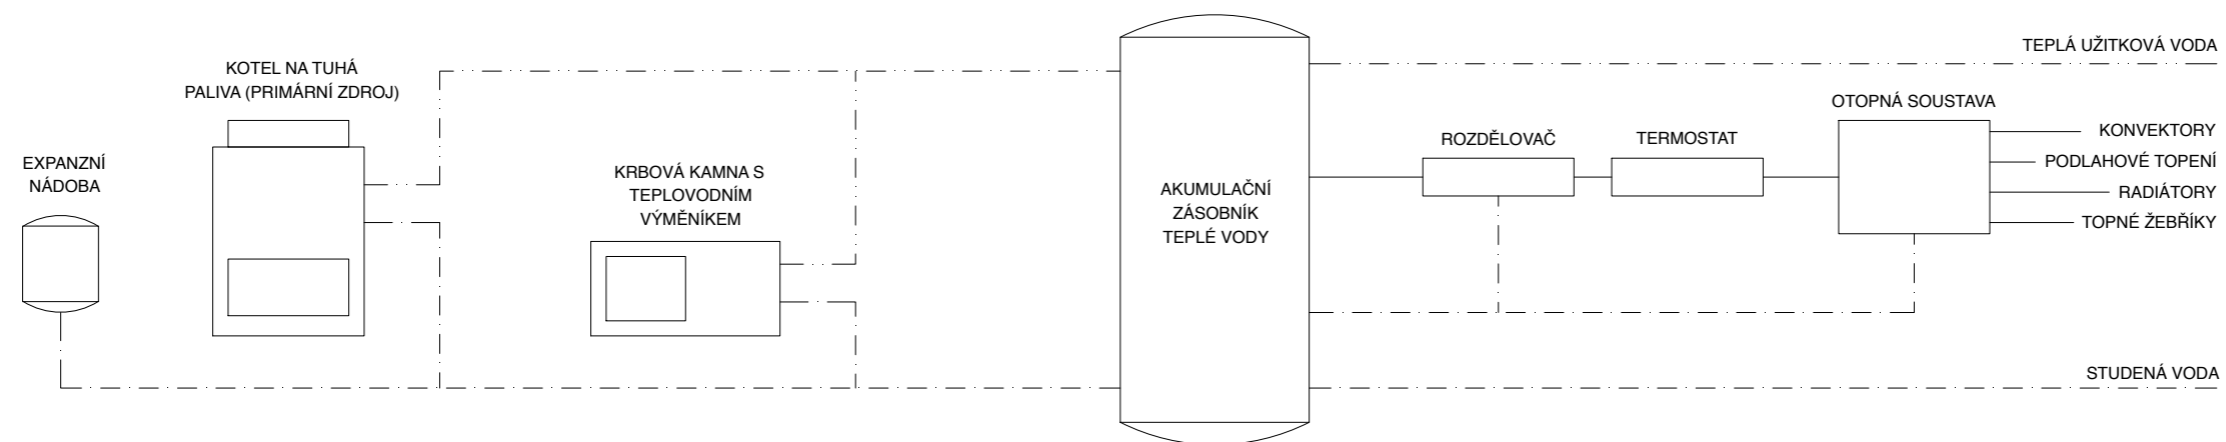 KOTEL NA TUHÁ
PALIVA (PRIMÁRNÍ ZDROJ)
EXPANZNÍ
NÁDOBA
KRBOVÁ KAMNA S
TEPLOVODNÍM
VÝMĚNÍKEM
AKUMULAČNÍ
ZÁSOBNÍK
TEPLÉ VODY
TEPLÁ UŽITKOVÁ VODA
ROZDĚLOVAČ
TERMOSTAT
OTOPNÁ SOUSTAVA
KONVEKTORY
PODLAHOVÉ TOPENÍ
RADIÁTORY
TOPNÉ ŽEBŘÍKY
STUDENÁ VODA